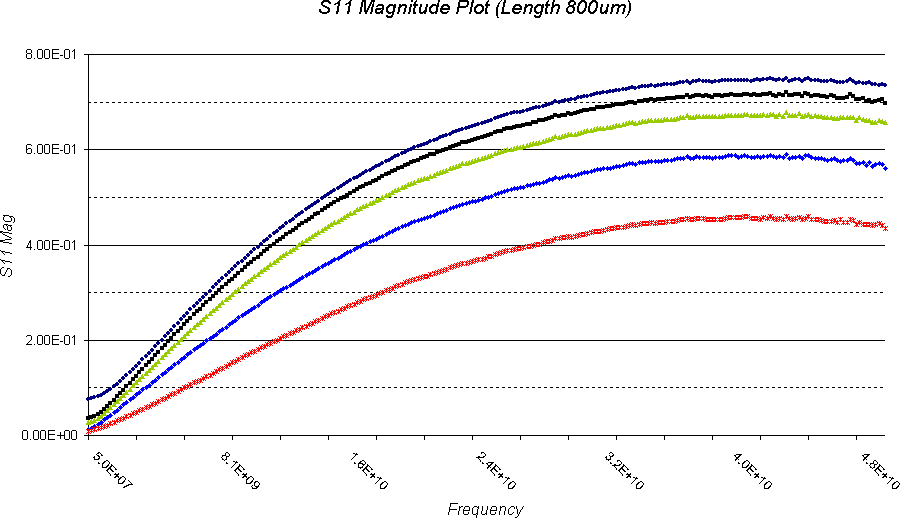 S11 Magnitude Plot (Length 800um)
8.00E-01
6.00E-01
4.00E-01
2.00E-01
0.00E+00
S11 Mag
5.0E+07
8.1E+09
1.6E+10
2.4E+10
3.2E+10
4.0E+10
4.8E+10
Frequency